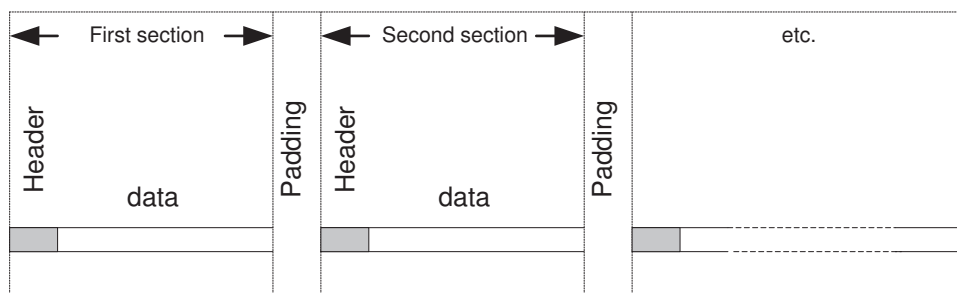 First section
Second section
etc.
Header
data
Padding
Header
data
Padding